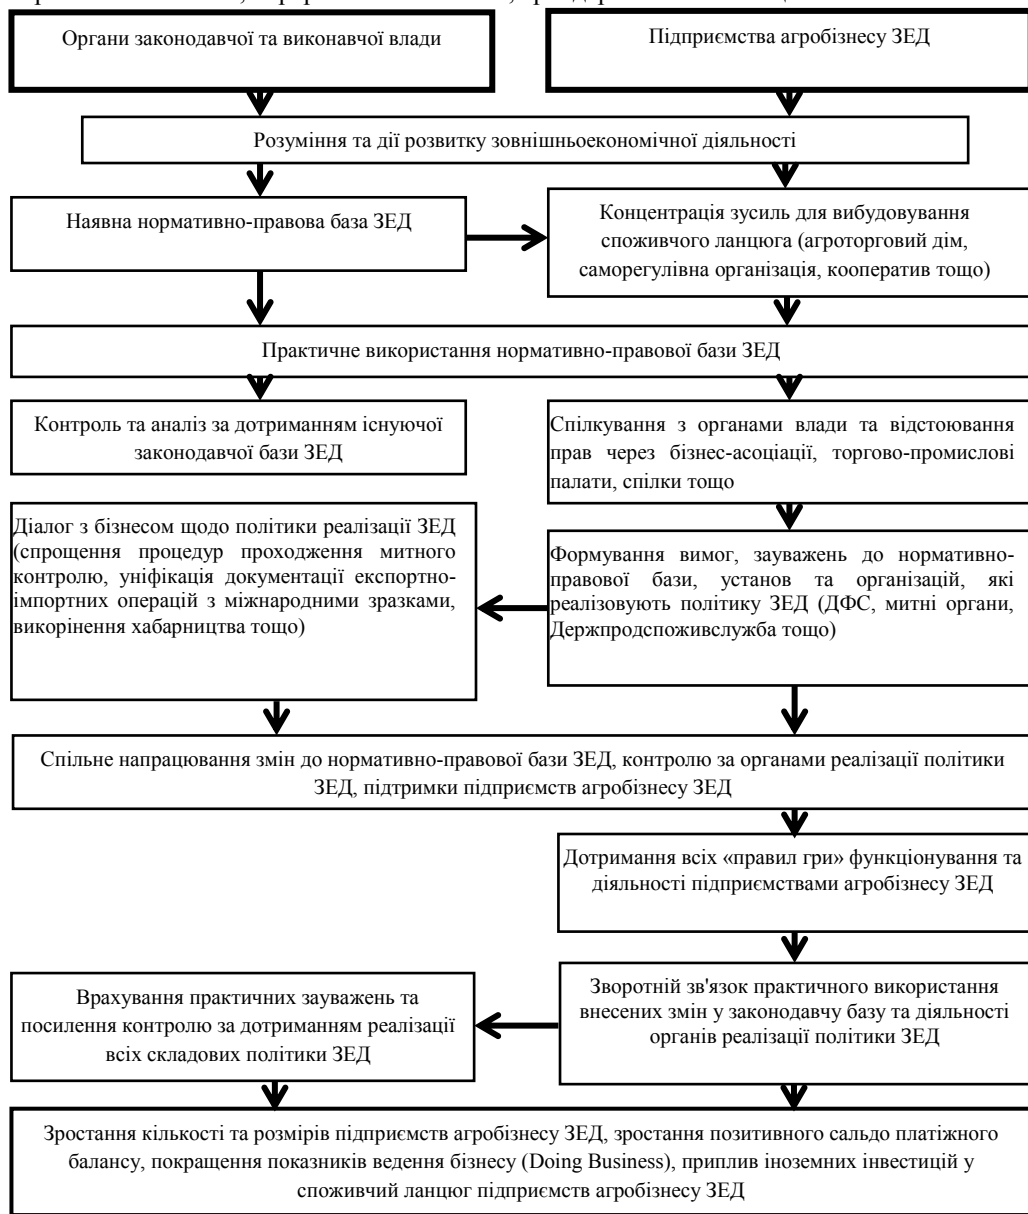 Органи законодавчої та виконавчої влади
Підприємства агробізнесу ЗЕД
Розуміння та дії розвитку зовнішньоекономічної діяльності
Наявна нормативно-правова база ЗЕД
Концентрація зусиль для вибудовування
споживчого ланцюга (агроторговий дім,
саморегулівна організація, кооператив тощо)
Практичне використання нормативно-правової бази ЗЕД
Контроль та аналіз за дотриманням існуючої
законодавчої бази ЗЕД
Спілкування з органами влади та відстоювання
прав через бізнес-асоціації, торгово-промислові
палати, спілки тощо
Діалог з бізнесом щодо політики реалізації ЗЕД
(спрощення процедур проходження митного
контролю, уніфікація документації експортно-
імпортних операцій з міжнародними зразками,
викорінення хабарництва тощо)
Формування вимог, зауважень до нормативно-
правової бази, установ та організацій, які
реалізовують політику ЗЕД (ДФС, митні органи,
Держпродспоживслужба тощо)
Спільне напрацювання змін до нормативно-правової бази ЗЕД, контролю за органами реалізації політики
ЗЕД, підтримки підприємств агробізнесу ЗЕД
Дотримання всіх «правил гри» функціонування та
діяльності підприємствами агробізнесу ЗЕД
Врахування практичних зауважень та
посилення контролю за дотриманням реалізації
всіх складових політики ЗЕД
Зворотній зв'язок практичного використання
внесених змін у законодавчу базу та діяльності
органів реалізації політики ЗЕД
Зростання кількості та розмірів підприємств агробізнесу ЗЕД, зростання позитивного сальдо платіжного
балансу, покращення показників ведення бізнесу (Doing Business), приплив іноземних інвестицій у
споживчий ланцюг підприємств агробізнесу ЗЕД